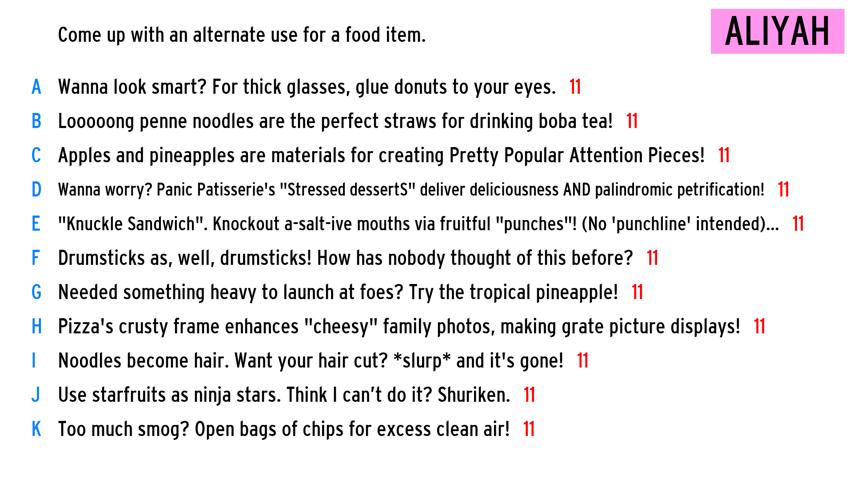 Come up with an alternate use for a food item.
ALIYAH
A Wanna look smart? For thick glasses, glue donuts to your eyes. 11
B Looooong penne noodles are the perfect straws for drinking boba tea! 11
C Apples and pineapples are materials for creating Pretty Popular Attention Pieces! 11
D Wanna worry? Panic Patisserie's "Stressed dessertS" deliver deliciousness AND palindromic petrification! 11
E "Knuckle Sandwich". Knockout a-salt-ive mouths via fruitful "punches"! (No 'punchline' intended)... 11
F Drumsticks as, well, drumsticks! How has nobody thought of this before? 11
G Needed something heavy to launch at foes? Try the tropical pineapple! 11
H Pizza's crusty frame enhances "cheesy" family photos, making grate picture displays! 11
I Noodles become hair. Want your hair cut? *slurp* and it's gone! 11
J Use starfruits as ninja stars. Think I can’t do it? Shuriken. 11
K Too much smog? Open bags of chips for excess clean air! 11